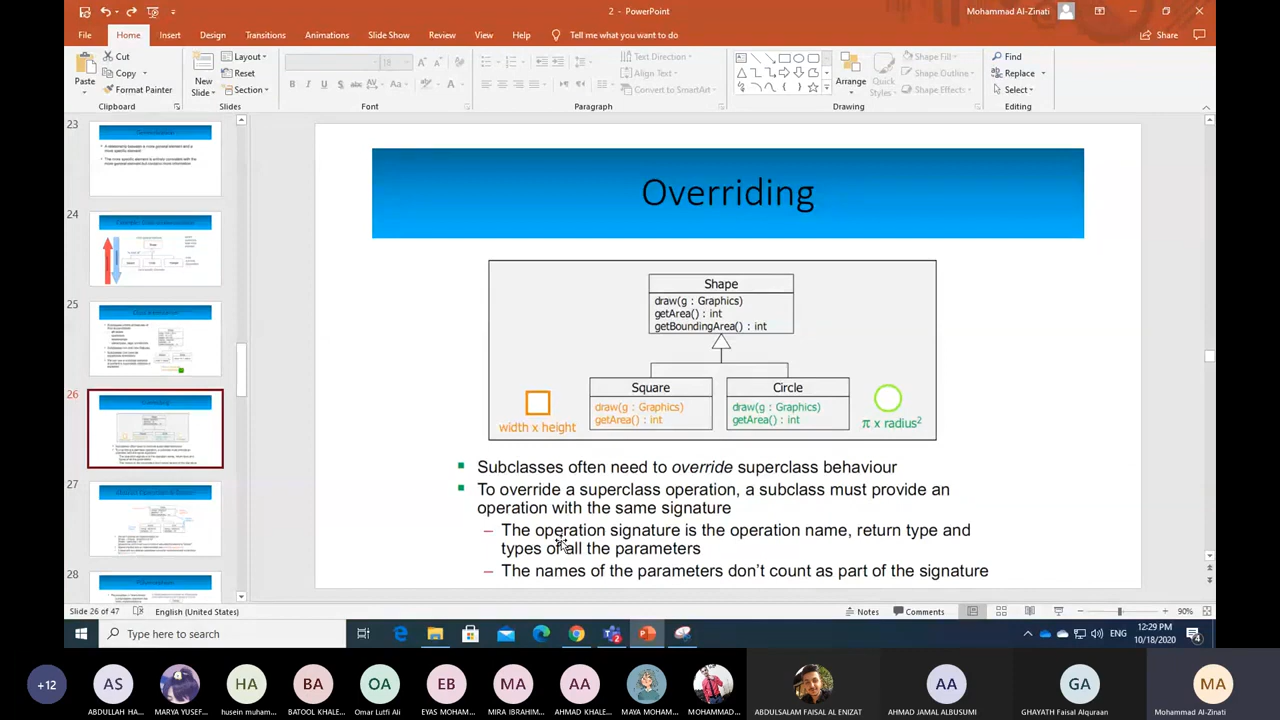 2 - PowerPoint
Mohammad Al-Zinati
File Home Insert Design Transitions Animations Slide Show Review View Help Tell me what you want to do Share
Paste
Cut
Copy
Format Painter
Clipboard
New
Slide
Layout
Reset
Section
Slides
18
Font
Text Direction
Align Text
Convert to SmartArt
Paragraph
Arrange
Quick
Styles
Shape Fill
Shape Outline
Shape Effects
Drawing
Find
Replace
Select
Editing
23
24
25
26
27
28
Overriding
Shape
draw(g : Graphics)
getArea() : int
getBoundingArea() : int
Square
draw(g : Graphics)
getArea() : int
Circle
draw(g : Graphics)
getArea() : int
width x height
π x radius²
Subclasses often need to override superclass behaviour
To override a superclass operation, a subclass must provide an
operation with the same signature
– The operation signature is the operation name, return type and
types of all the parameters
– The names of the parameters don't count as part of the signature
Slide 26 of 47
English (United States)
Notes
Comments
90%
Type here to search
ENG
12:29 PM
10/18/2020
4
+12
AS
HA
BA
OA
EB
MA
AA
AA
GA
MA
ABDULLAH HA...
MARYA YUSEF...
husein muham...
BATOOL KHALE...
Omar Lutfi Ali
EYAS MOHAM...
MIRA IBRAHIM...
AHMAD KHALE...
MAYA MOHAM...
MOHAMMAD...
ABDULSALAM FAISAL AL ENIZAT
AHMAD JAMAL ALBUSUMI
GHAYATH Faisal Alquraan
Mohammad Al-Zinati